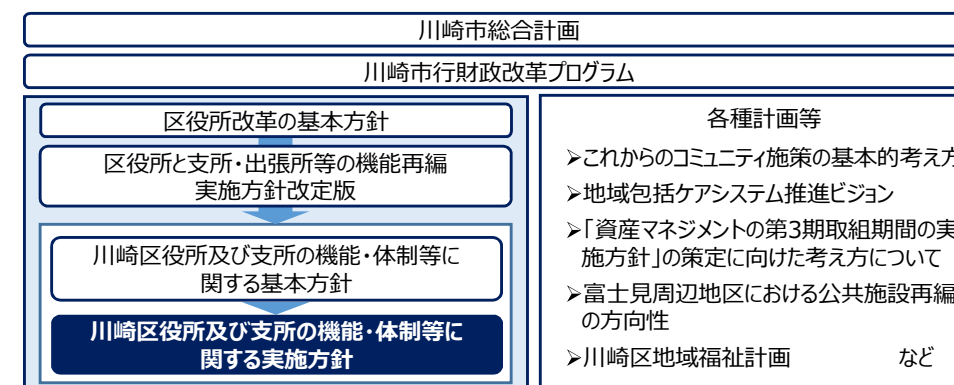 川崎市総合計画
川崎市行財政改革プログラム
区役所改革の基本方針
区役所と支所・出張所等の機能再編
実施方針改定版
川崎区役所及び支所の機能・体制等に
関する基本方針
川崎区役所及び支所の機能・体制等に
関する実施方針
各種計画等
➢これからのコミュニティ施策の基本的考え方
➢地域包括ケアシステム推進ビジョン
➢「資産マネジメントの第3期取組期間の実
施方針」の策定に向けた考え方について
➢富士見周辺地区における公共施設再編
の方向性
➢川崎区地域福祉計画 など